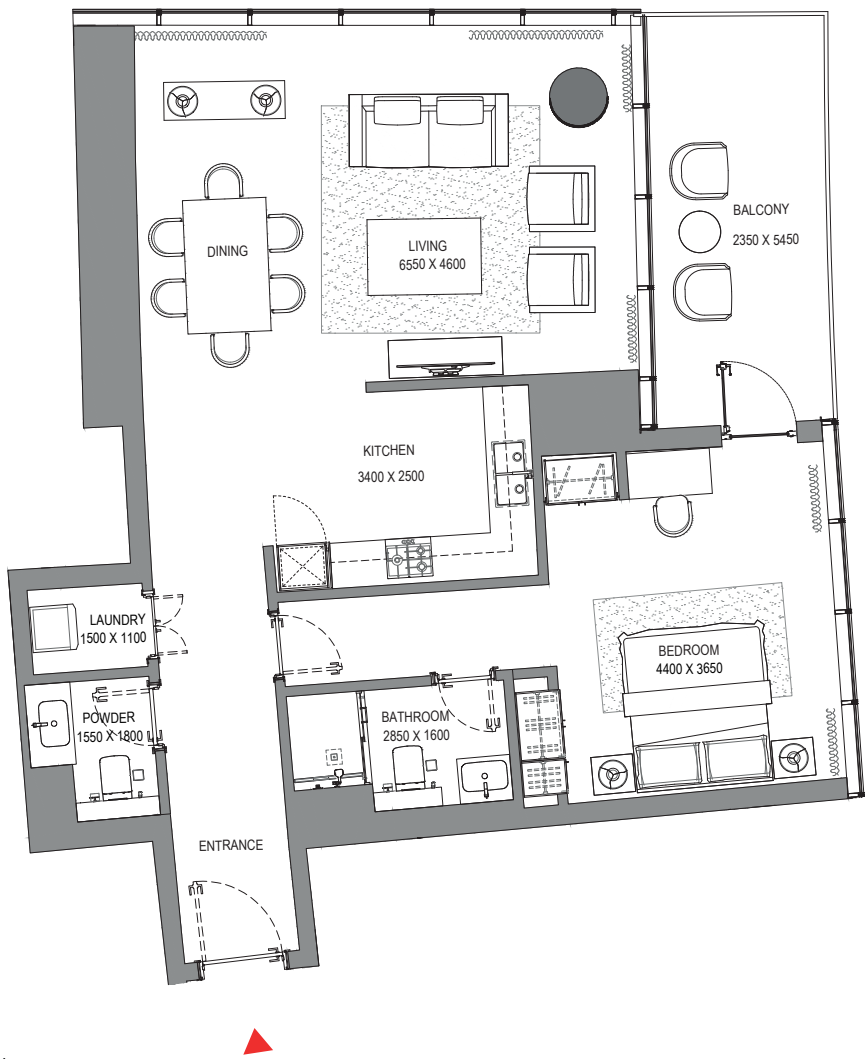 BALCONY
2350 X 5450
DINING
LIVING
6550 X 4600
KITCHEN
3400 X 2500
LAUNDRY
1500 X 1100
BEDROOM
4400 X 3650
POWDER
1550 X 1800
BATHROOM
2850 X 1600
ENTRANCE